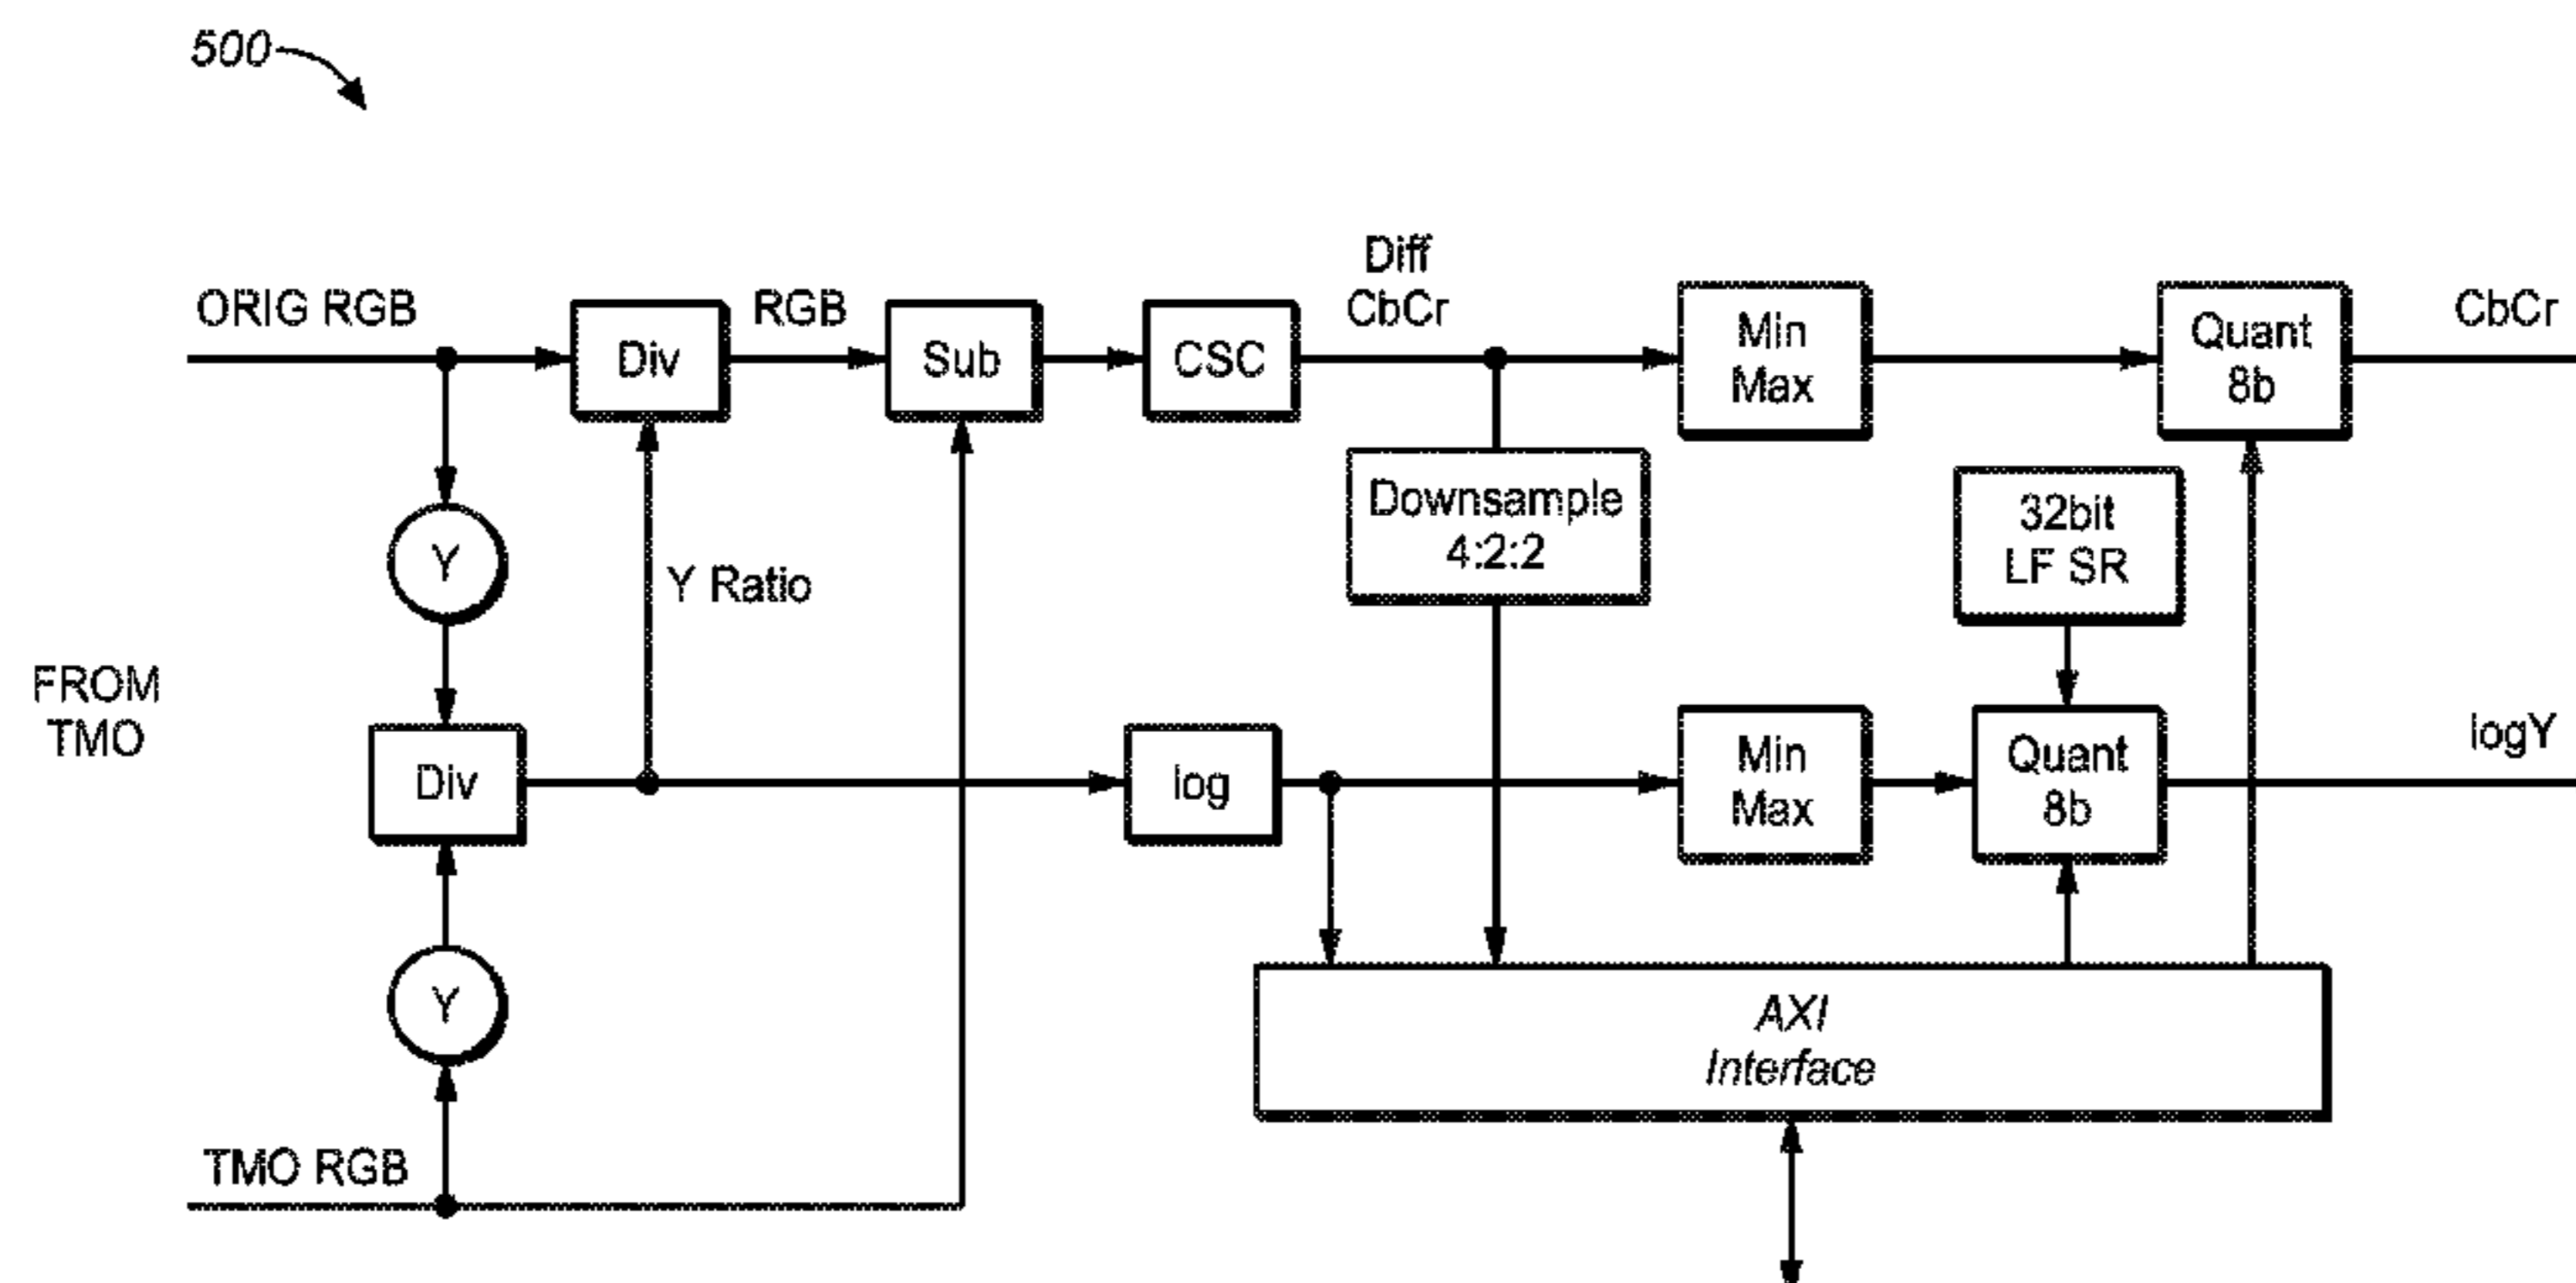 500
ORIG RGB
Div
RGB
Sub
CSC
Diff
CbCr
Min
Max
Quant
8b
CbCr
Y
Y Ratio
Downsample
4:2:2
32bit
LF SR
FROM
TMO
Div
log
Min
Max
Quant
8b
logY
Y
AXI
Interface
TMO RGB